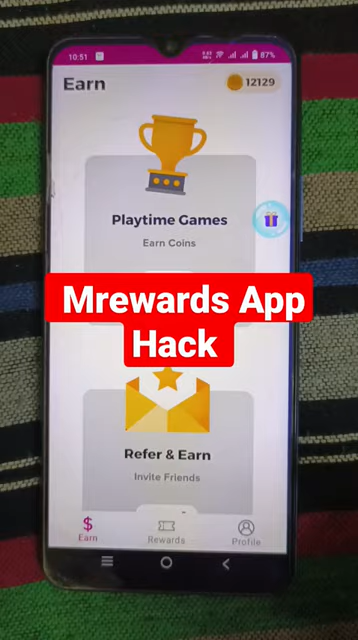 10:51
87%
Earn
12129
Playtime Games
Earn Coins
Mrewards App
Hack
Refer & Earn
Invite Friends
$
Earn
Rewards
Profile